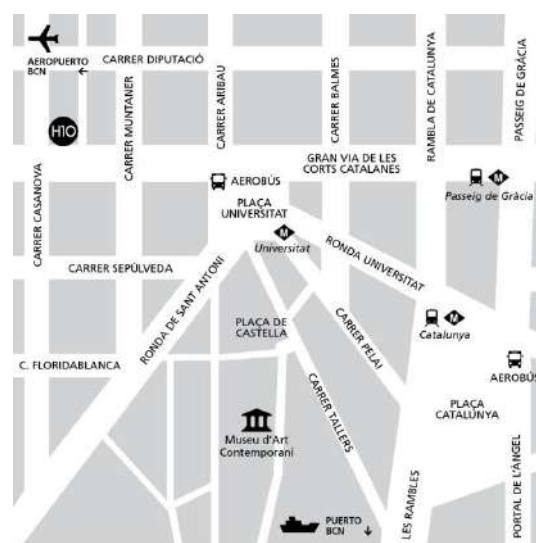 AEROPUERTO
BCN ←
CARRER DIPUTACIÓ
H10
CARRER CASANOVA
CARRER MUNTANER
CARRER ARIBAU
CARRER BALMES
RAMBLA DE CATALUNYA
PASSEIG DE GRÀCIA
GRAN VIA DE LES
CORTS CATALANES
AEROBÚS
PLAÇA
UNIVERSITAT
M
Universitat
M
Passeig de Gràcia
RONDA UNIVERSITAT
CARRER SEPÚLVEDA
RONDA DE SANT ANTONI
PLAÇA DE
CASTELLA
CARRER PELAI
M
Catalunya
AEROBÚS
C. FLORIDABLANCA
CARRER TALLERS
PLAÇA
CATALUNYA
Museu d'Art
Contemporani
LES RAMBLES
PORTAL DE L'ÀNGEL
PUERTO
BCN ↓